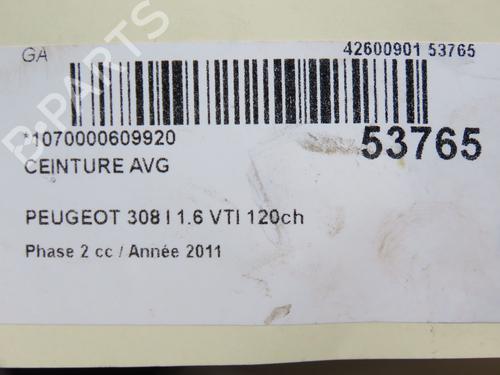 GA
42600901 53765
*1070000609920
53765
CEINTURE AVG
PEUGEOT 308 I 1.6 VTI 120ch
Phase 2 cc / Année 2011
B-PARTS